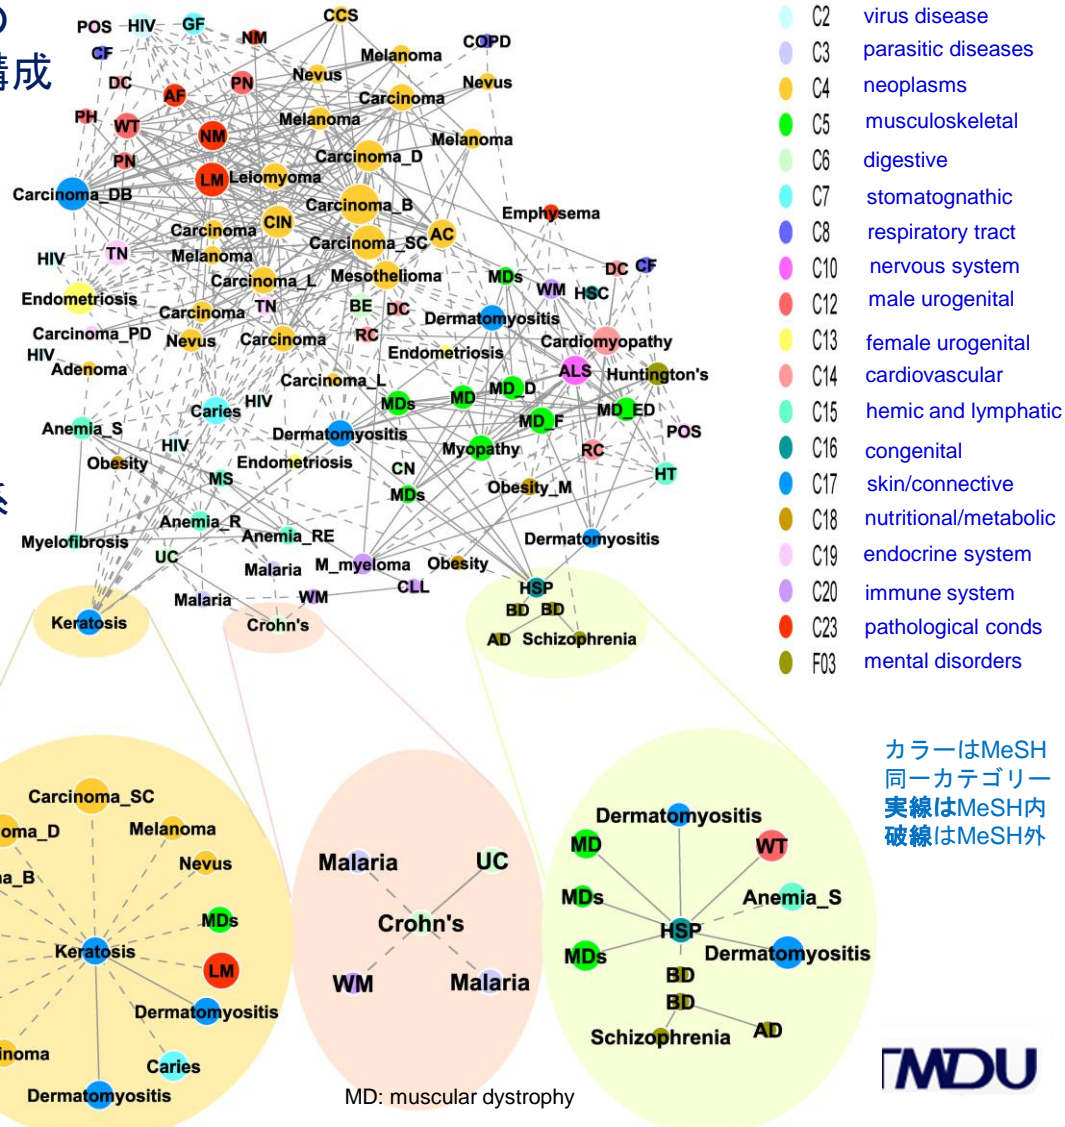 の
構成
系
POS HIV GF CCS
NM
CF
Melanoma
COPD
DC
PN
Nevus
Nevus
AF
Carcinoma
PH
WT
NM
Melanoma
Melanoma
PN
Carcinoma_D
LM Leiomyoma
Carcinoma_DB
Carcinoma_B
Emphysema
CIN
Carcinoma
Carcinoma_SC
AC
TN
Melanoma
HIV
Mesothelioma
MDs
DC
CF
Carcinoma_L
WM
HSC
Endometriosis
TN
BE
DC
Carcinoma
Dermatomyositis
Carcinoma_PD
Nevus
Carcinoma
RC
Cardiomyopathy
HIV
Endometriosis
Adenoma
ALS
Huntington's
Carcinoma_L
MDs
MD
MD_D
Caries
HIV
MD_F
MD_ED
Anemia_S
Dermatomyositis
POS
HIV
Myopathy
RC
Obesity
Endometriosis
CN
HT
MS
MDs
Obesity_M
Anemia_R
Anemia_RE
Myelofibrosis
Dermatomyositis
UC
Malaria
M_myeloma
Obesity
CLL
HSP
Malaria
WM
BD
BD
Keratosis
Crohn's
AD
Schizophrenia
C2 virus disease
C3 parasitic diseases
C4 neoplasms
C5 musculoskeletal
C6 digestive
C7 stomatognathic
C8 respiratory tract
C10 nervous system
C12 male urogenital
C13 female urogenital
C14 cardiovascular
C15 hemic and lymphatic
C16 congenital
C17 skin/connective
C18 nutritional/metabolic
C19 endocrine system
C20 immune system
C23 pathological conds
F03 mental disorders
カラーはMeSH
同一カテゴリー
実線はMeSH内
破線はMeSH外
Carcinoma_SC
oma_D
Melanoma
Nevus
a_B
MDs
Keratosis
LM
Dermatomyositis
inoma
Caries
Dermatomyositis
Malaria
UC
Crohn's
WM
Malaria
Dermatomyositis
MD
WT
MDs
Anemia_S
HSP
MDs
Dermatomyositis
BD
BD
Schizophrenia
AD
MD: muscular dystrophy
TMDU